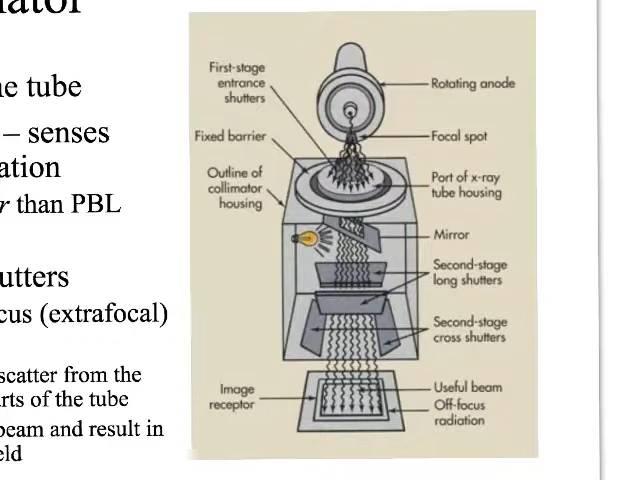 ne tube
– senses
ation
r than PBL
utters
cus (extrafocal)
scatter from the
rts of the tube
beam and result in
eld
First-stage
entrance
shutters
Fixed barrier
Outline of
collimator
housing
Rotating anode
Focal spot
Port of x-ray
tube housing
Mirror
Second-stage
long shutters
Second-stage
cross shutters
Image
receptor
Useful beam
Off-focus
radiation